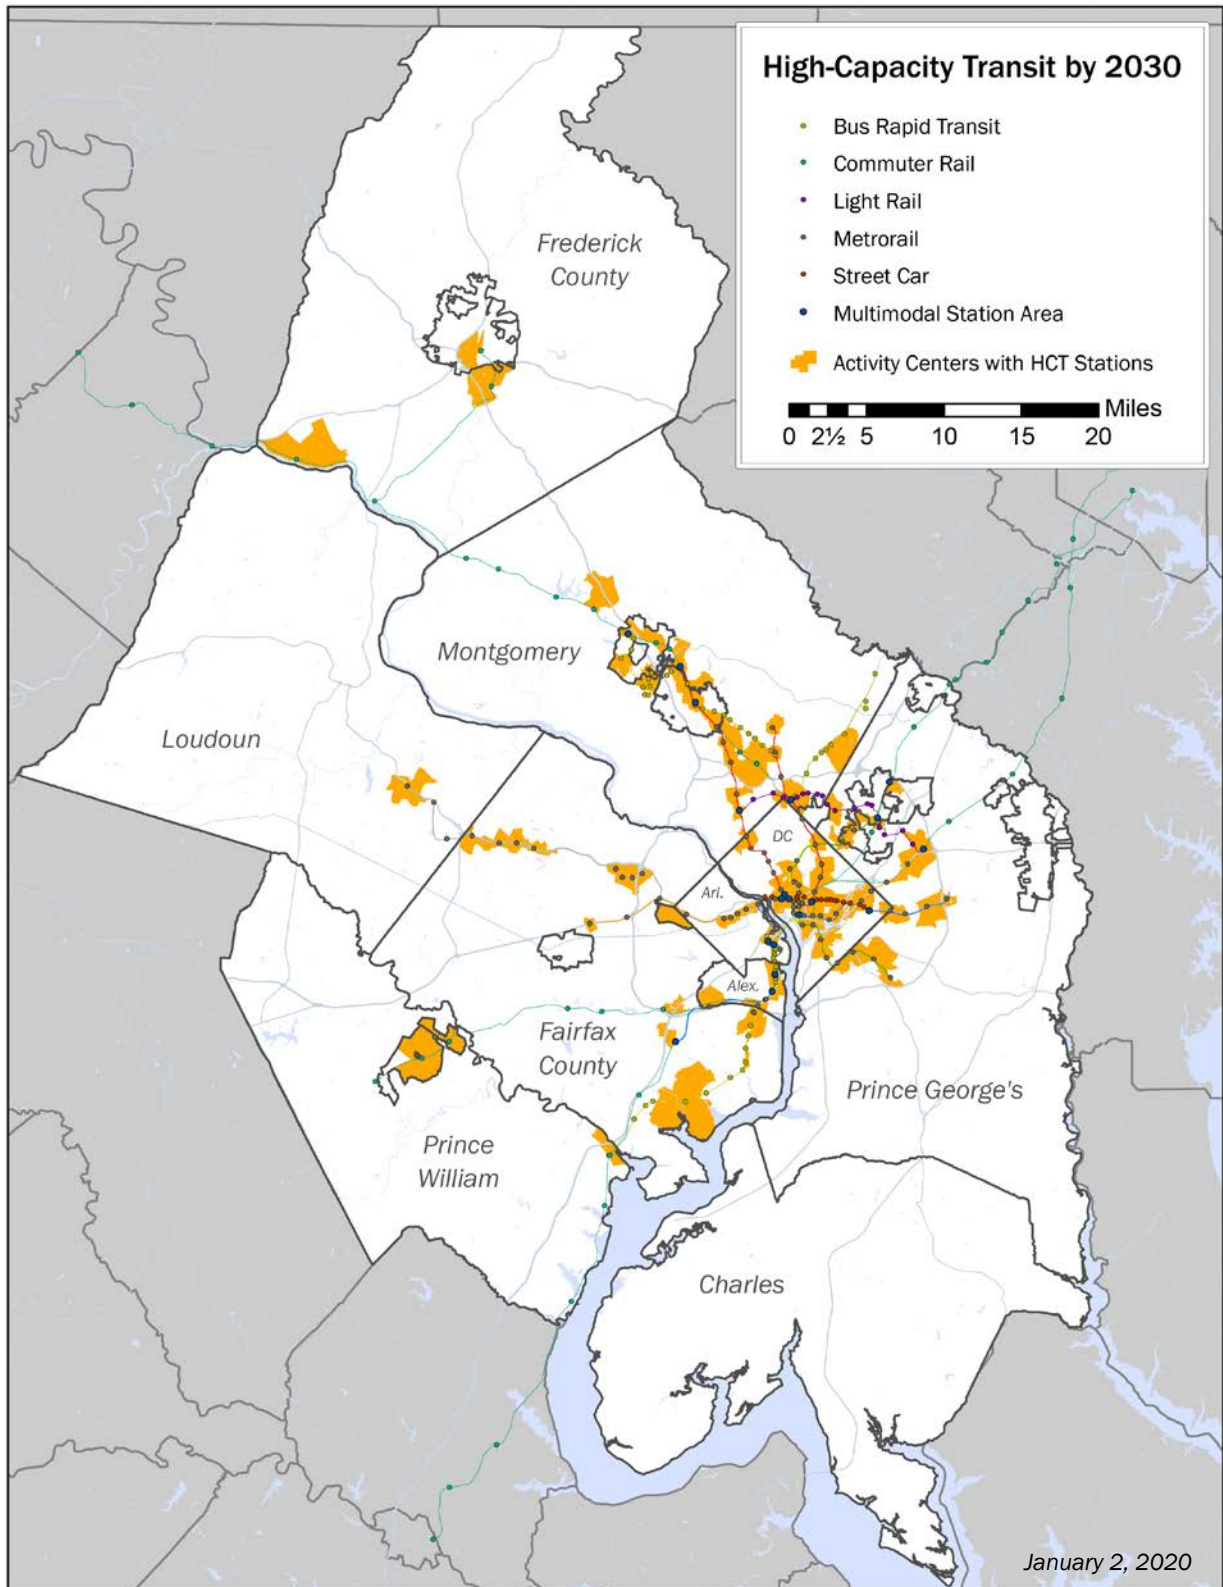 High-Capacity Transit by 2030
Bus Rapid Transit
Commuter Rail
Light Rail
Metrorail
Street Car
Multimodal Station Area
Activity Centers with HCT Stations
Miles
0 2½ 5 10 15 20
Frederick
County
Montgomery
Loudoun
DC
Arl.
Alex.
Fairfax
County
Prince George's
Prince
William
Charles
January 2, 2020